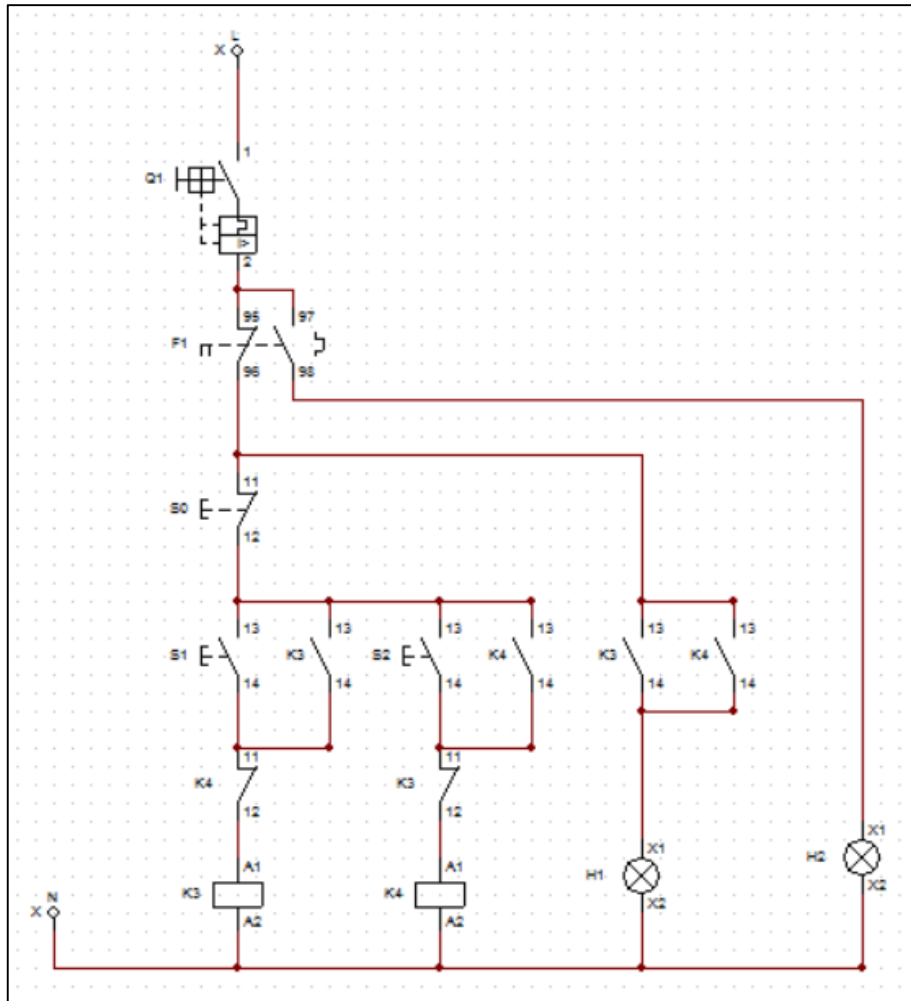 L
X
1
Q1
I>
2
95 97
F1
96 98
11
S0
12
13 13 13 13 13 13
S1 K3 S2 K4 K3 K4
14 14 14 14 14 14
11 11
K4 K3
12 12
X1
A1 A1 X1 H2
K3 K4 H1 X2
N
X
A2 A2 X2